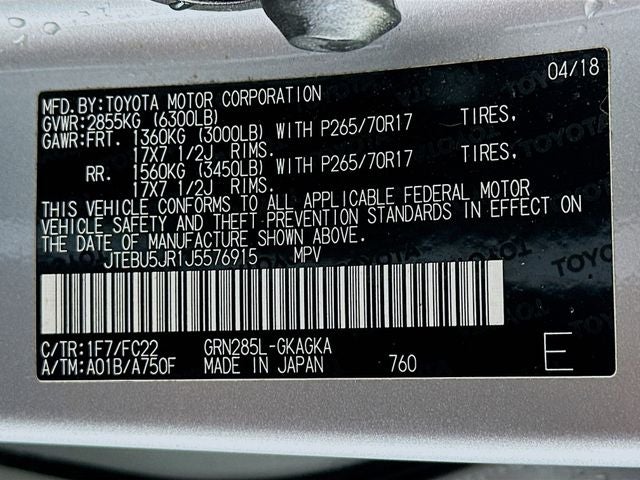 04/18
MFD.BY:TOYOTA MOTOR CORPORATION
GVWR:2855KG (6300LB)
GAWR:FRT. 1360KG (3000LB) WITH P265/70R17 TIRES,
17X7 1/2J RIMS.
RR. 1560KG (3450LB) WITH P265/70R17 TIRES,
17X7 1/2J RIMS.
THIS VEHICLE CONFORMS TO ALL APPLICABLE FEDERAL MOTOR
VEHICLE SAFETY AND THEFT PREVENTION STANDARDS IN EFFECT ON
THE DATE OF MANUFACTURE SHOWN ABOVE.
JTEBU5JR1J5576915 MPV
C/TR:1F7/FC22 GRN285L-GKAGKA
A/TM:A01B/A750F MADE IN JAPAN 760 E